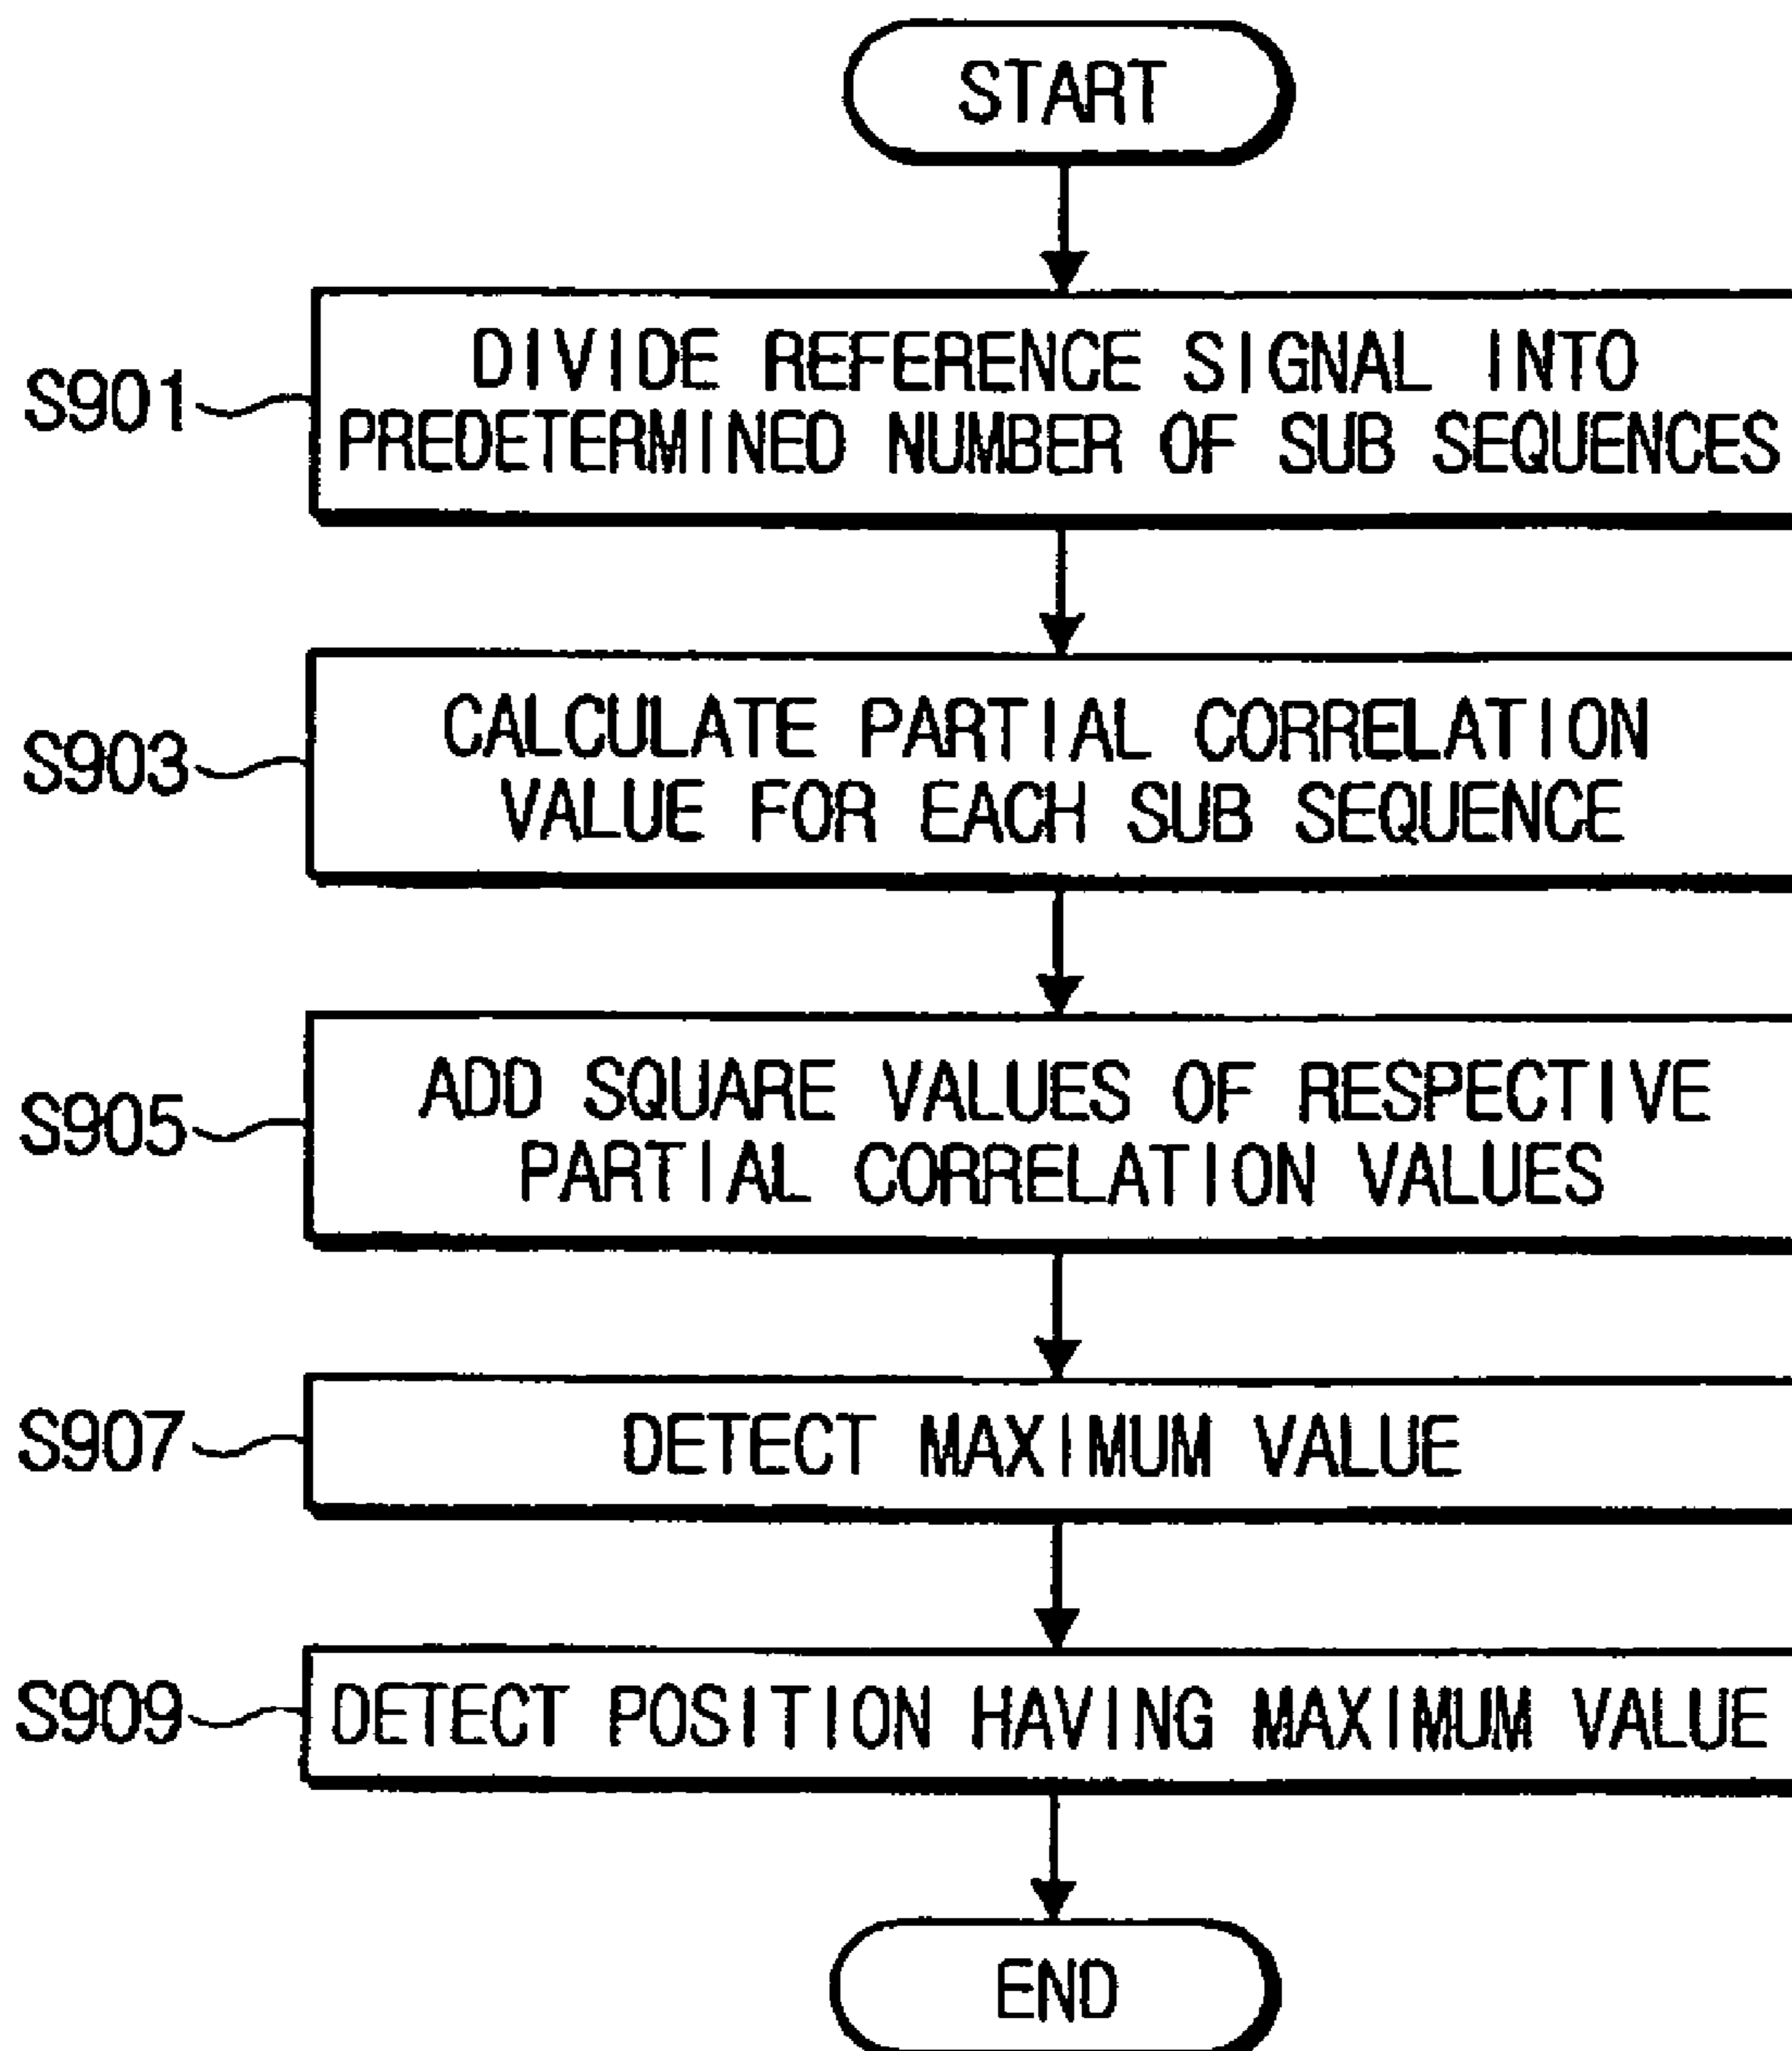 START
S901
DIVIDE REFERENCE SIGNAL INTO
PREDETERMINED NUMBER OF SUB SEQUENCES
S903
CALCULATE PARTIAL CORRELATION
VALUE FOR EACH SUB SEQUENCE
S905
ADD SQUARE VALUES OF RESPECTIVE
PARTIAL CORRELATION VALUES
S907
DETECT MAXIMUM VALUE
S909
DETECT POSITION HAVING MAXIMUM VALUE
END